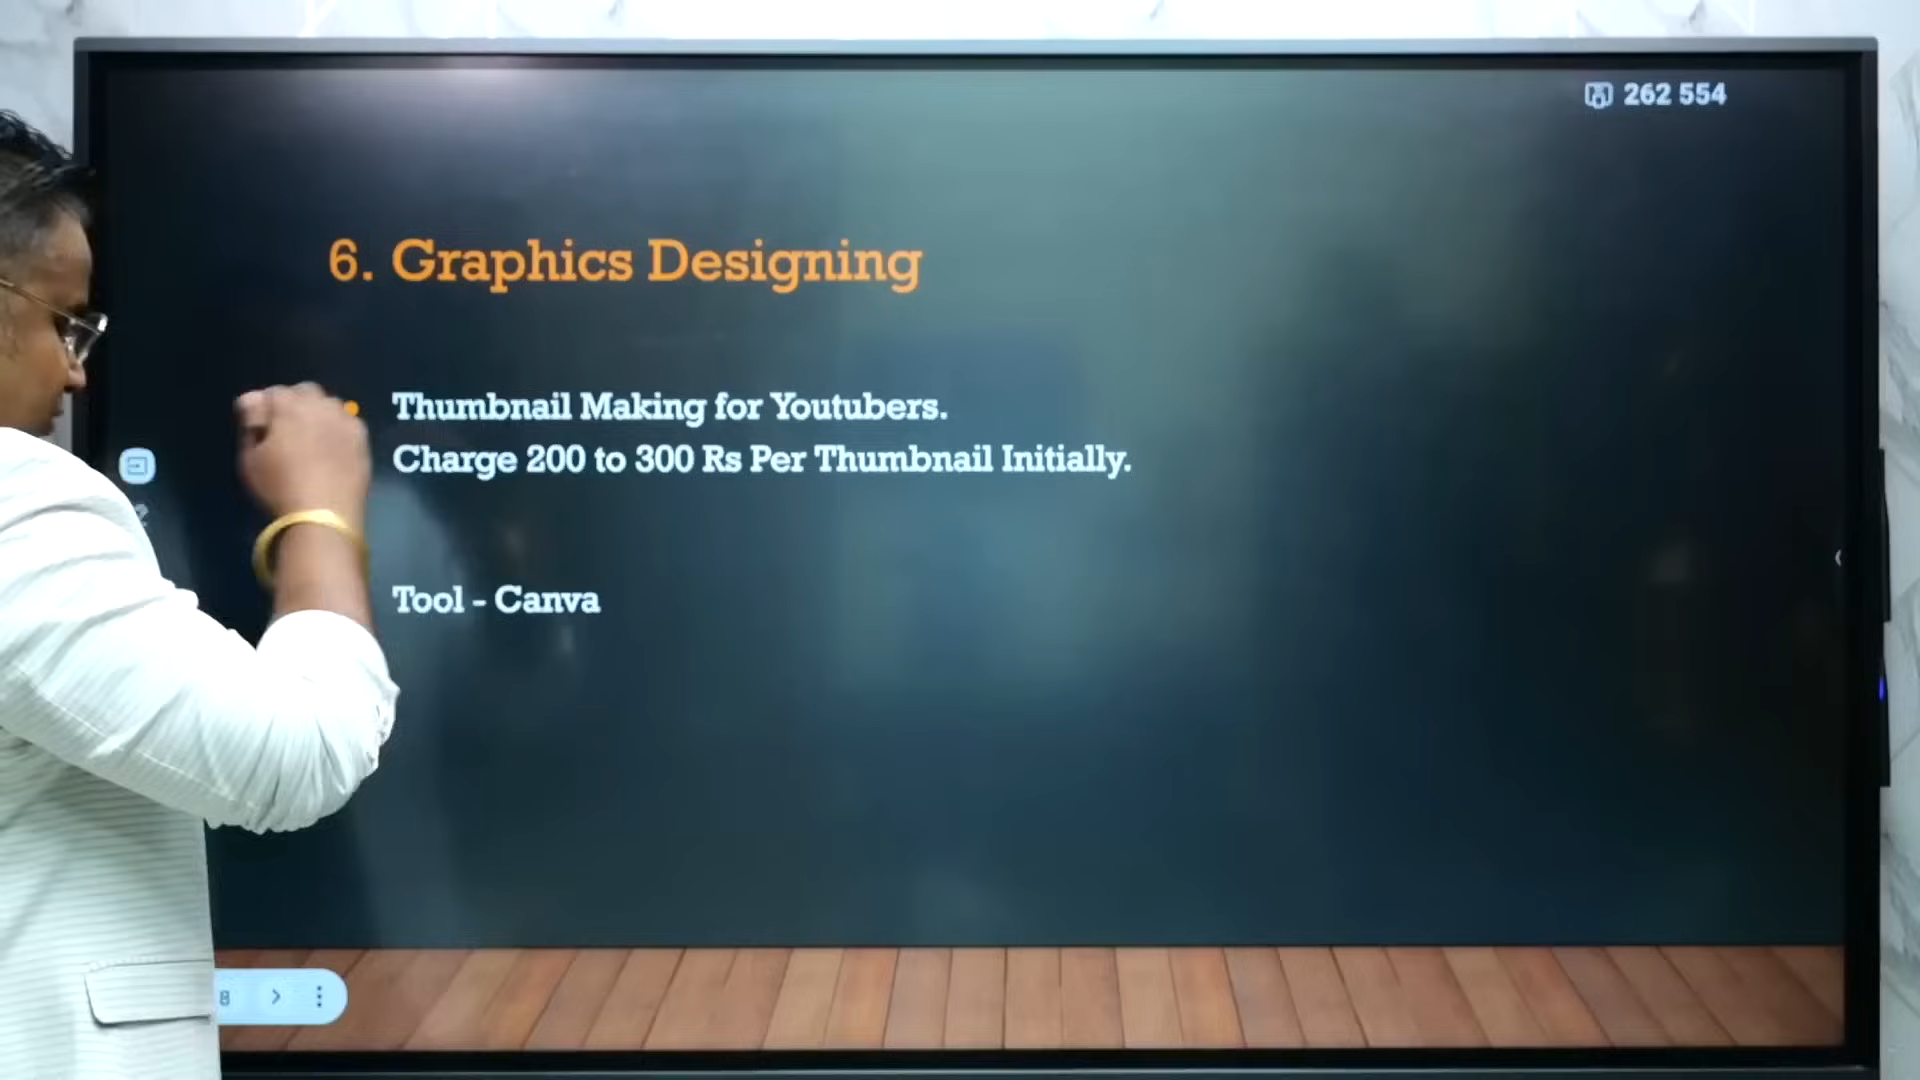 262 554
6. Graphics Designing
Thumbnail Making for Youtubers.
Charge 200 to 300 Rs Per Thumbnail Initially.
Tool - Canva
8